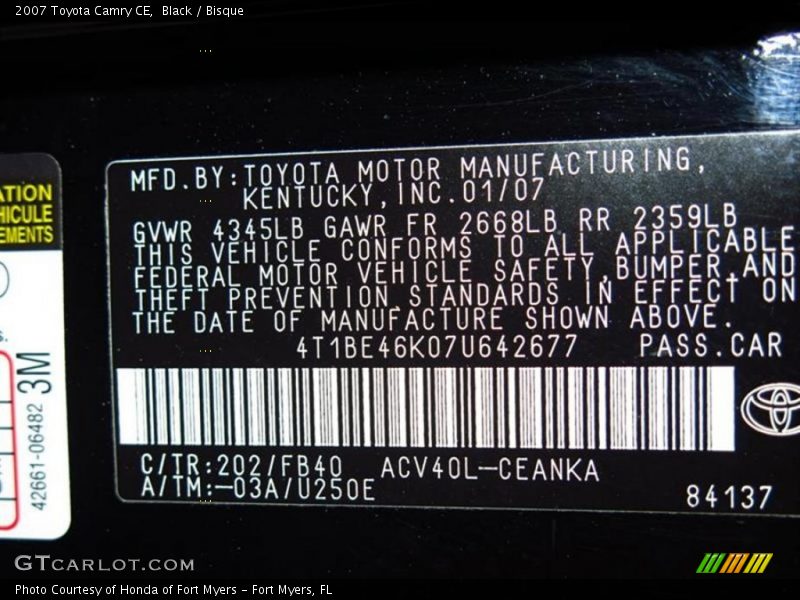 2007 Toyota Camry CE,  Black / Bisque
MFD.BY:TOYOTA MOTOR MANUFACTURING,
KENTUCKY,INC.01/07
GVWR 4345LB GAWR FR 2668LB RR 2359LB
THIS VEHICLE CONFORMS TO ALL APPLICABLE
FEDERAL MOTOR VEHICLE SAFETY,BUMPER,AND
THEFT PREVENTION STANDARDS IN EFFECT ON
THE DATE OF MANUFACTURE SHOWN ABOVE.
4T1BE46K07U642677 PASS.CAR
C/TR:202/FB40 ACV40L-CEANKA
A/TM:-03A/U250E
84137
ATION
HICULE
EMENTS
3M
42661-06482
GTCARLOT.COM
Photo Courtesy of Honda of Fort Myers - Fort Myers, FL